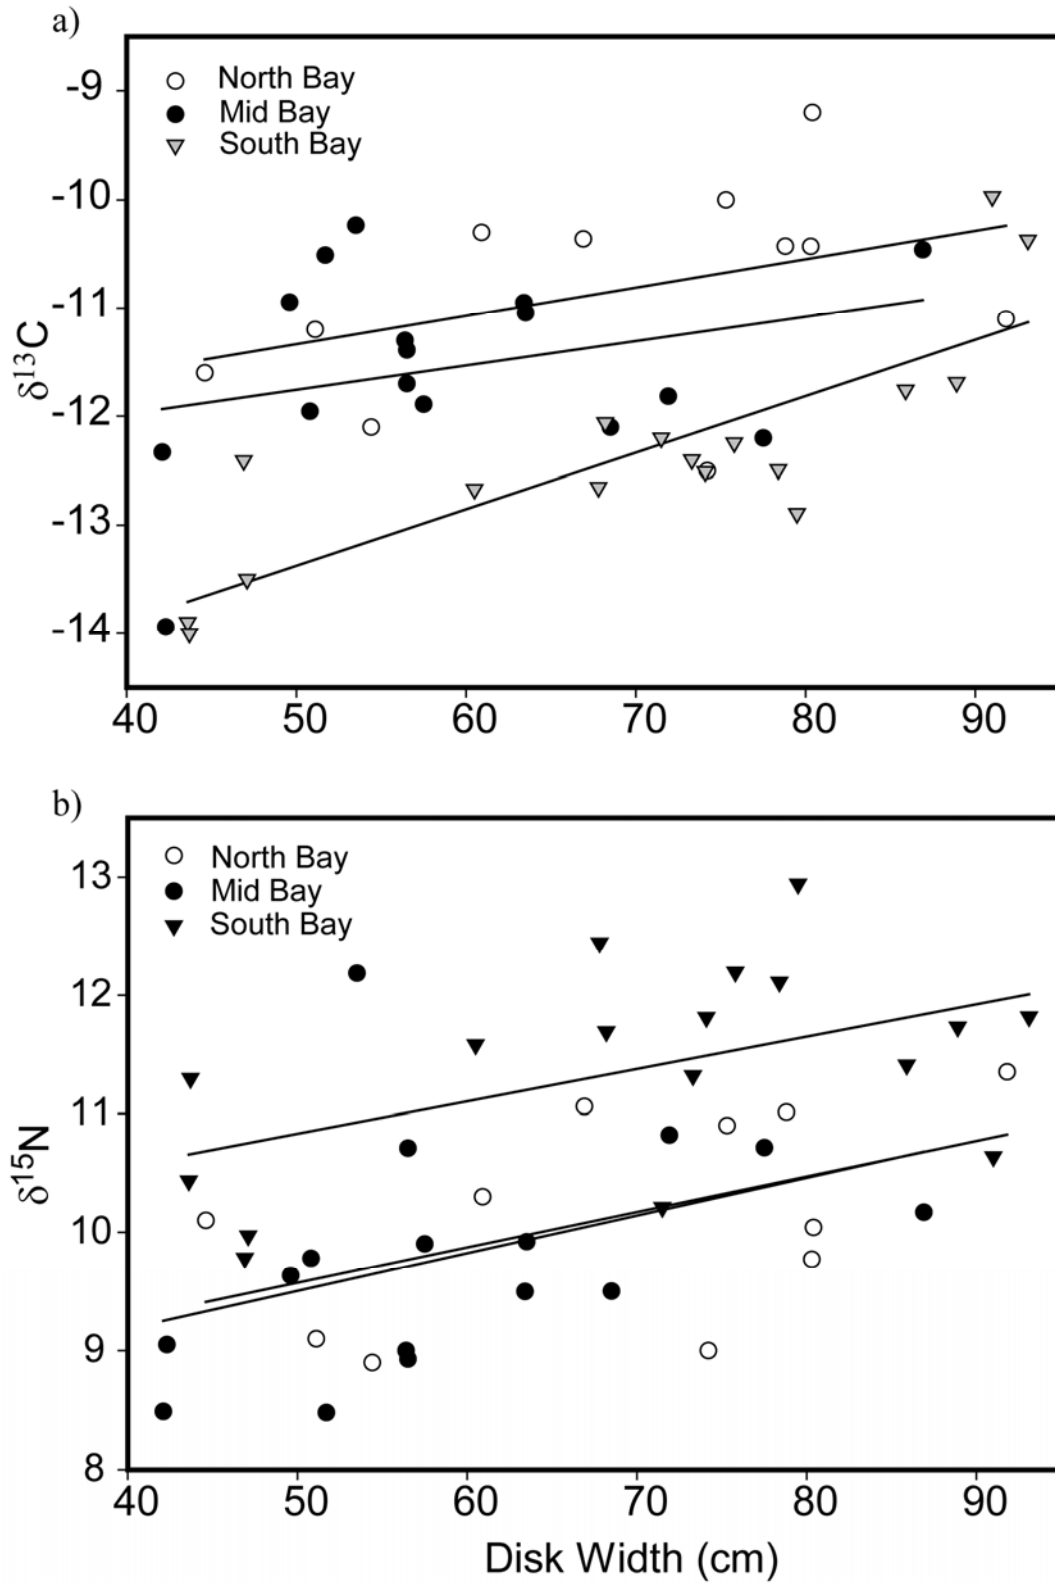 a)
-9
-10
-11
-12
-13
-14
δ13C
North Bay
Mid Bay
South Bay
40 50 60 70 80 90
b)
13
12
11
10
9
8
δ15N
North Bay
Mid Bay
South Bay
40 50 60 70 80 90
Disk Width (cm)